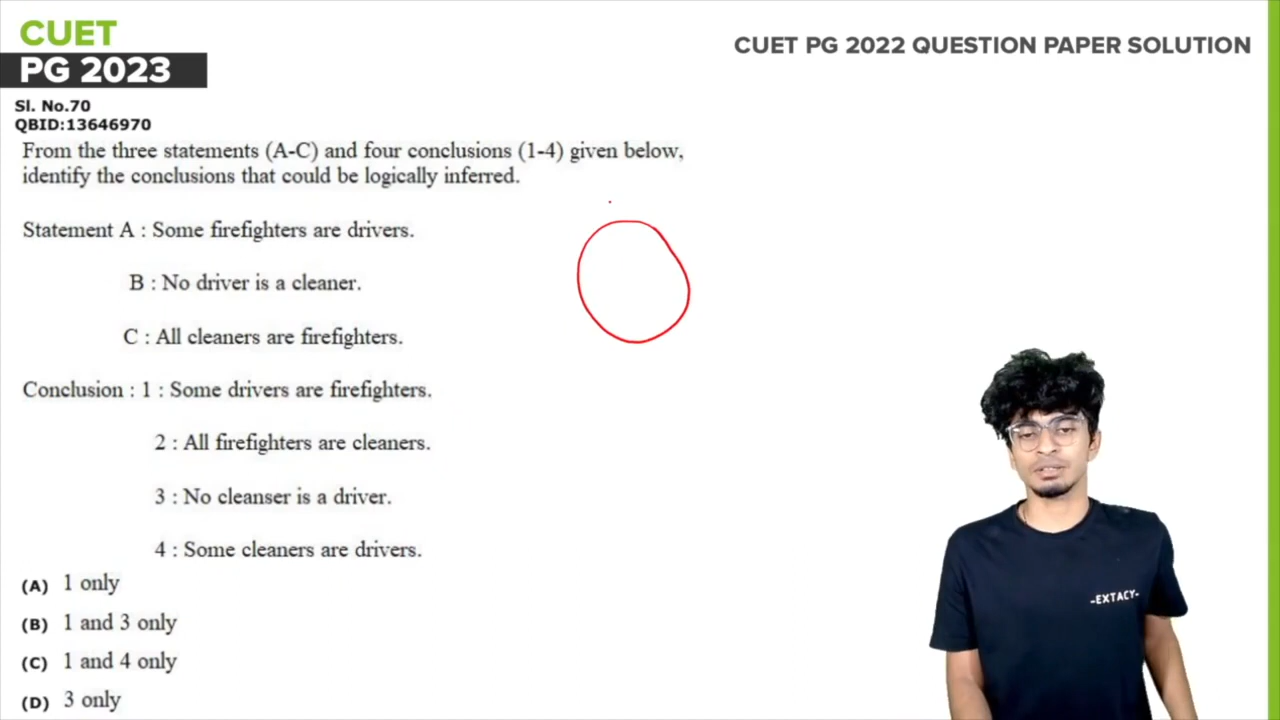 CUET
PG 2023
CUET PG 2022 QUESTION PAPER SOLUTION
Sl. No.70
QBID:13646970
From the three statements (A-C) and four conclusions (1-4) given below,
identify the conclusions that could be logically inferred.
Statement A : Some firefighters are drivers.
B : No driver is a cleaner.
C : All cleaners are firefighters.
Conclusion : 1 : Some drivers are firefighters.
2 : All firefighters are cleaners.
3 : No cleanser is a driver.
4 : Some cleaners are drivers.
(A) 1 only
(B) 1 and 3 only
(C) 1 and 4 only
(D) 3 only
-EXTACY-